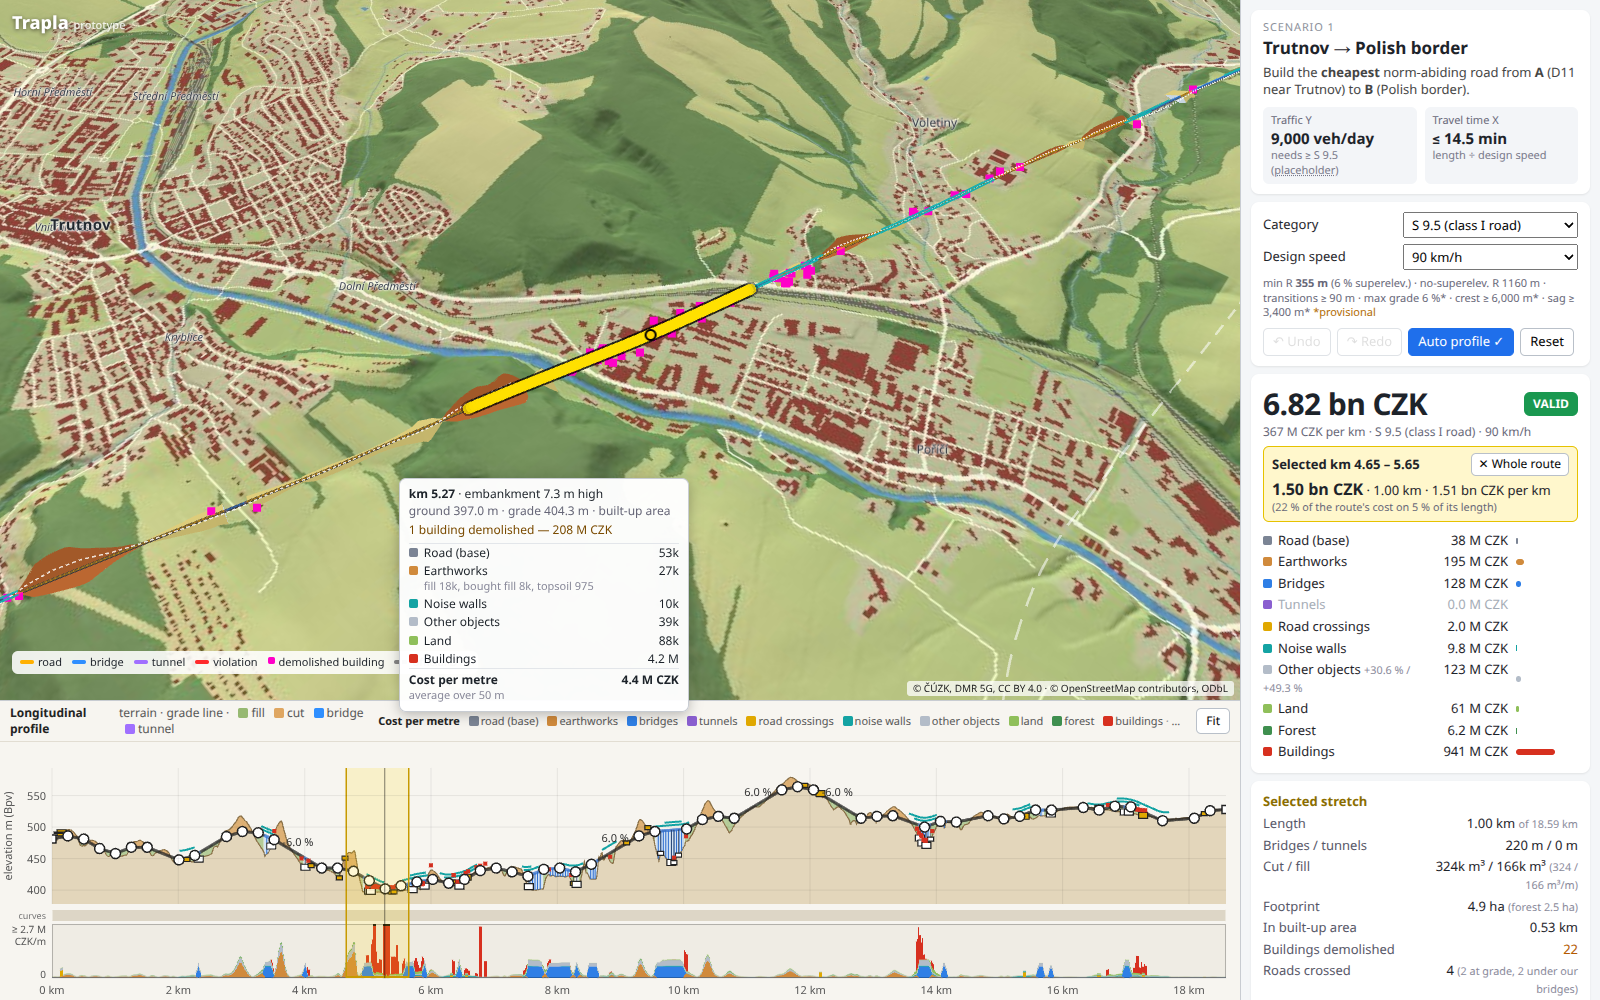 Trapla prototype
Horní Předměstí
Střední Předměstí
Voletiny
Trutnov
Dolní Předměstí
Kryblice
Poříčí
km 5.27 · embankment 7.3 m high
ground 397.0 m · grade 404.3 m · built-up area
1 building demolished — 208 M CZK
Road (base) 53k
Earthworks 27k
fill 18k, bought fill 8k, topsoil 975
Noise walls 10k
Other objects 39k
Land 88k
Buildings 4.2 M
Cost per metre 4.4 M CZK
average over 50 m
road bridge tunnel violation demolished building
© ČÚZK, DMR 5G, CC BY 4.0 · © OpenStreetMap contributors, ODbL
Longitudinal profile
terrain · grade line · fill cut bridge
tunnel
Cost per metre road (base) earthworks bridges tunnels road crossings noise walls other objects land forest buildings · ...
Fit
elevation m (Bpv)
550
500
450
400
6.0 %
6.0 %
6.0 %
6.0 %
curves
≥ 2.7 M
CZK/m
0
0 km 2 km 4 km 6 km 8 km 10 km 12 km 14 km 16 km 18 km
SCENARIO 1
Trutnov → Polish border
Build the cheapest norm-abiding road from A (D11
near Trutnov) to B (Polish border).
Traffic Y
9,000 veh/day
needs ≥ S 9.5
(placeholder)
Travel time X
≤ 14.5 min
length ÷ design speed
Category S 9.5 (class I road)
Design speed 90 km/h
min R 355 m (6 % superelev.) · no-superelev. R 1160 m ·
transitions ≥ 90 m · max grade 6 %* · crest ≥ 6,000 m* · sag ≥
3,400 m* *provisional
↶ Undo ↷ Redo Auto profile ✓ Reset
6.82 bn CZK VALID
367 M CZK per km · S 9.5 (class I road) · 90 km/h
Selected km 4.65 – 5.65 ✕ Whole route
1.50 bn CZK · 1.00 km · 1.51 bn CZK per km
(22 % of the route's cost on 5 % of its length)
Road (base) 38 M CZK
Earthworks 195 M CZK
Bridges 128 M CZK
Tunnels 0.0 M CZK
Road crossings 2.0 M CZK
Noise walls 9.8 M CZK
Other objects +30.6 % / 123 M CZK
+49.3 %
Land 61 M CZK
Forest 6.2 M CZK
Buildings 941 M CZK
Selected stretch
Length 1.00 km of 18.59 km
Bridges / tunnels 220 m / 0 m
Cut / fill 324k m³ / 166k m³ (324 /
166 m³/m)
Footprint 4.9 ha (forest 2.5 ha)
In built-up area 0.53 km
Buildings demolished 22
Roads crossed 4 (2 at grade, 2 under our
bridges)